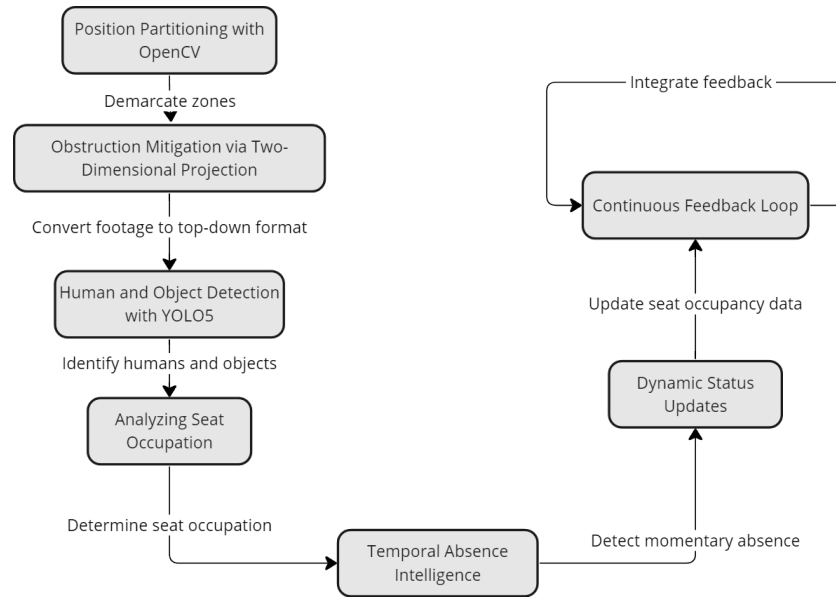 Position Partitioning with
OpenCV
Demarcate zones
Obstruction Mitigation via Two-
Dimensional Projection
Convert footage to top-down format
Human and Object Detection
with YOLO5
Identify humans and objects
Analyzing Seat
Occupation
Determine seat occupation
Temporal Absence
Intelligence
Detect momentary absence
Dynamic Status
Updates
Update seat occupancy data
Continuous Feedback Loop
Integrate feedback